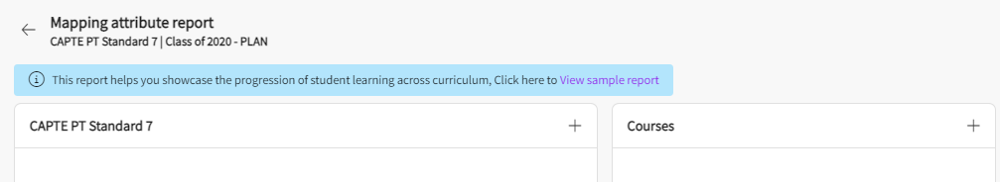 Mapping attribute report
CAPTE PT Standard 7 | Class of 2020 - PLAN
This report helps you showcase the progression of student learning across curriculum, Click here to View sample report
CAPTE PT Standard 7
Courses